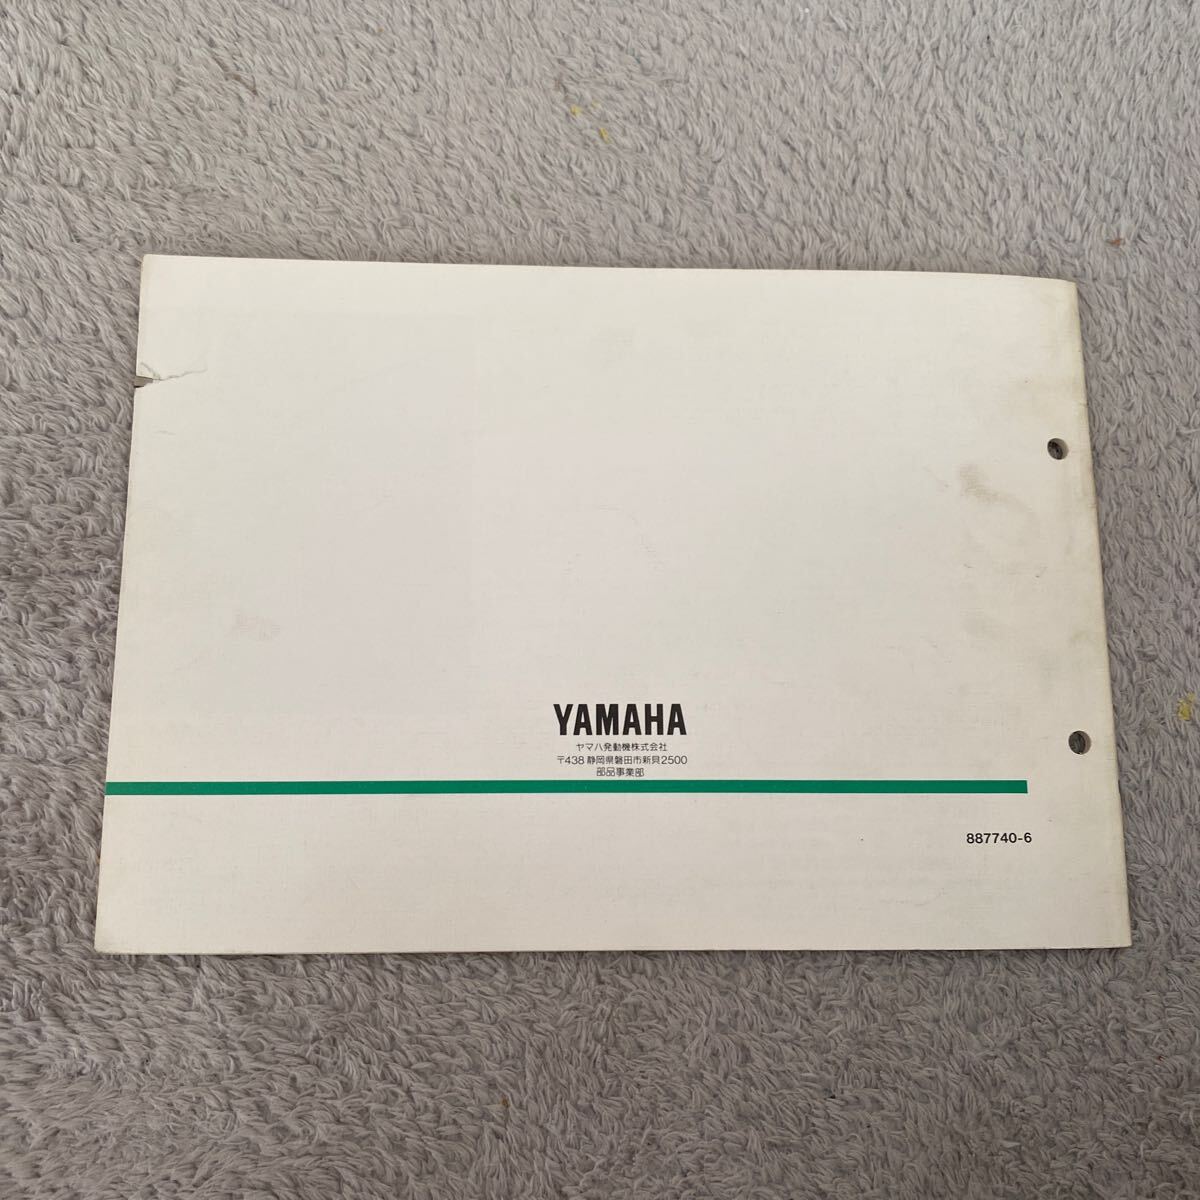 YAMAHA
ヤマハ発動機株式会社
〒438 静岡県磐田市新貝2500
部品事業部
887740-6